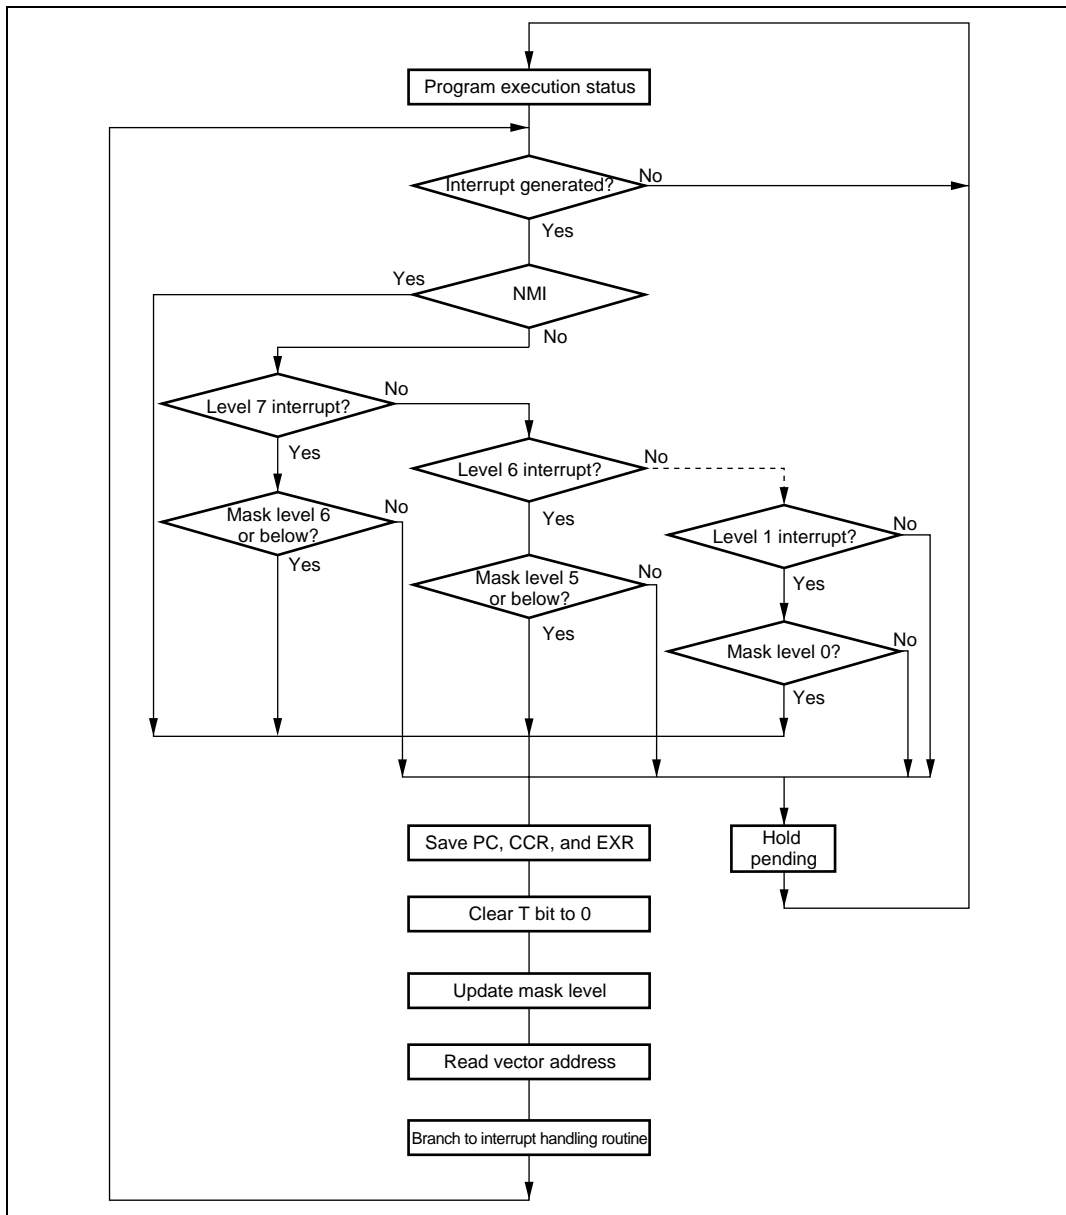 Program execution status
Interrupt generated?
No
Yes
Yes
NMI
No
Level 7 interrupt?
No
Yes
Level 6 interrupt?
No
Yes
Mask level 6
or below?
No
Yes
Level 1 interrupt?
No
Yes
Mask level 5
or below?
No
Yes
Mask level 0?
No
Yes
Save PC, CCR, and EXR
Hold
pending
Clear T bit to 0
Update mask level
Read vector address
Branch to interrupt handling routine